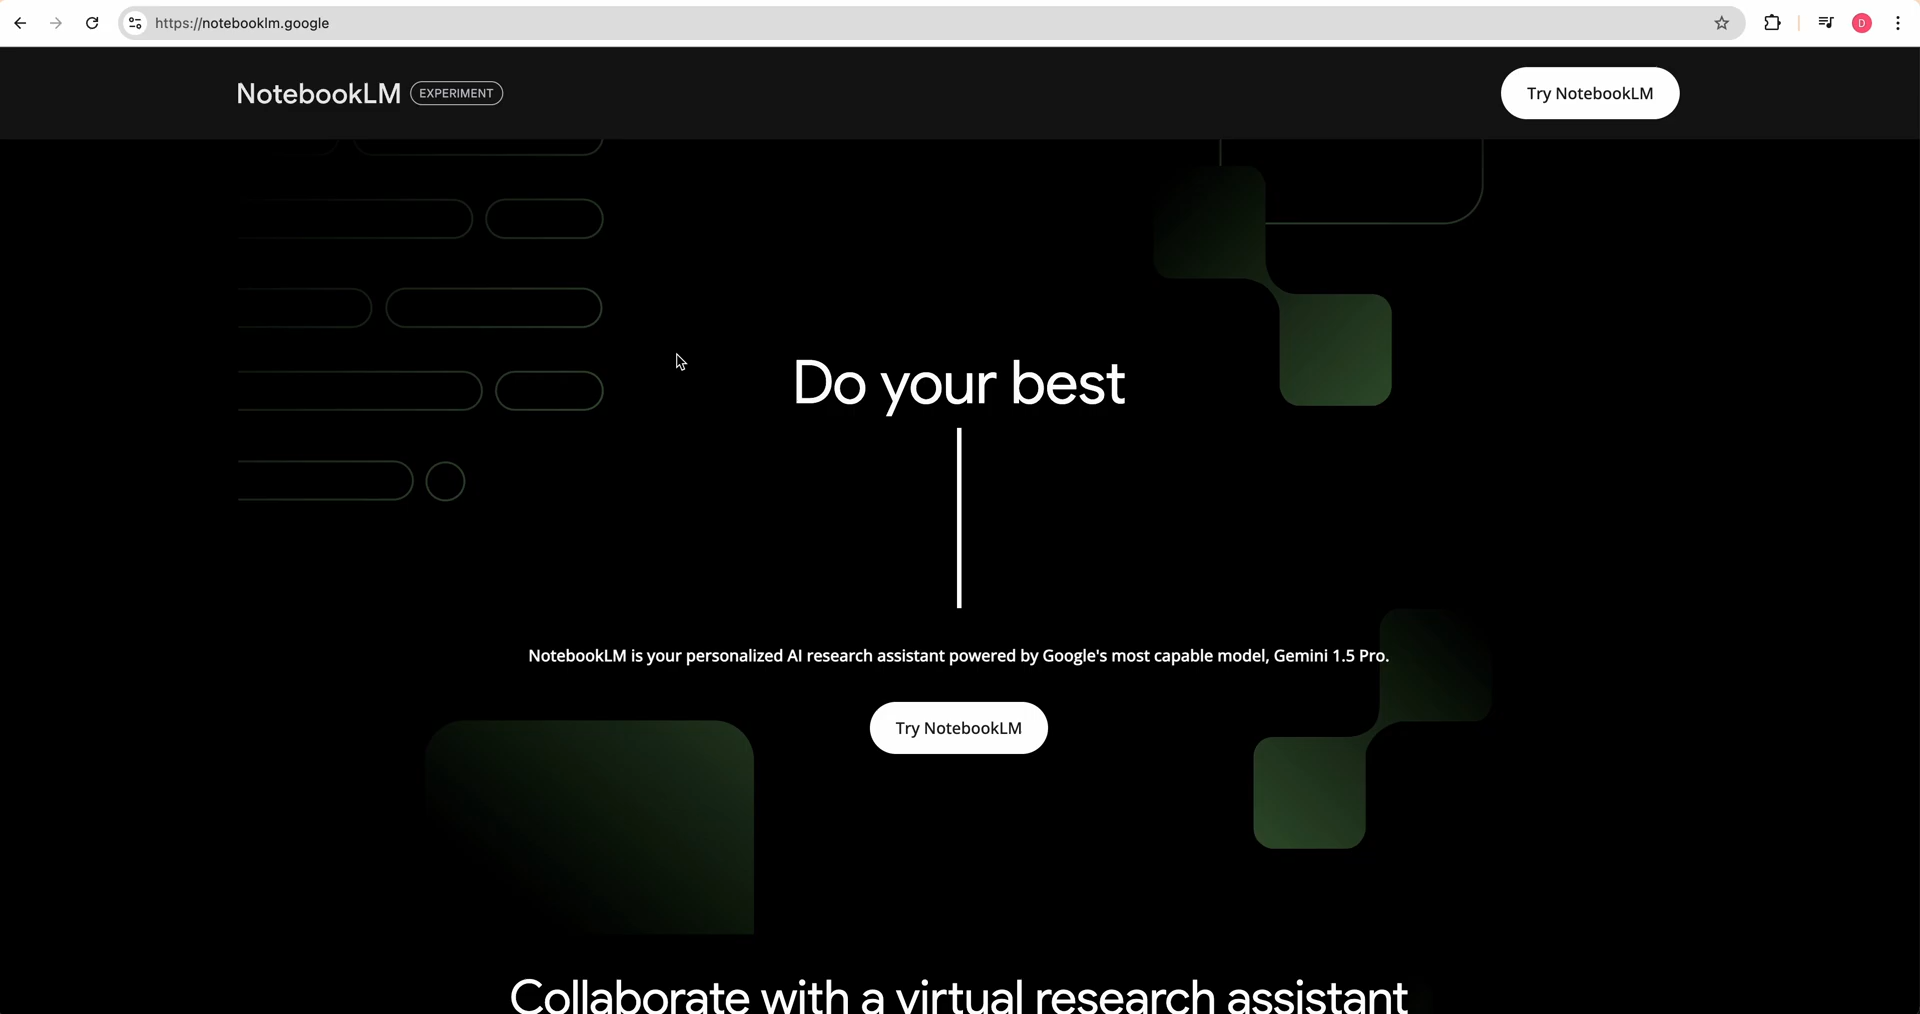 https://notebooklm.google
D
NotebookLM EXPERIMENT
Try NotebookLM
Do your best
NotebookLM is your personalized AI research assistant powered by Google's most capable model, Gemini 1.5 Pro.
Try NotebookLM
Collaborate with a virtual research assistant